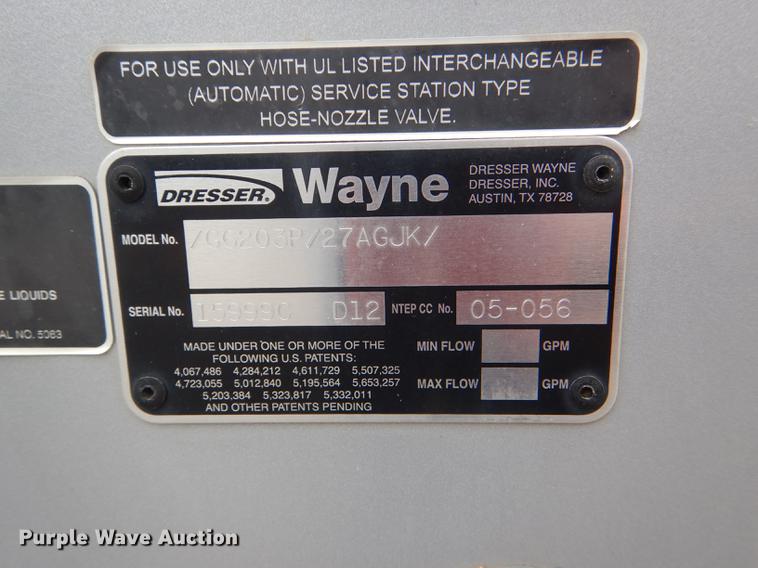 FOR USE ONLY WITH UL LISTED INTERCHANGEABLE
(AUTOMATIC) SERVICE STATION TYPE
HOSE-NOZZLE VALVE.
DRESSER® Wayne
DRESSER WAYNE
DRESSER, INC.
AUSTIN, TX 78728
MODEL No. /GG203P/27AGJK/
SERIAL No. I5999C D12 NTEP CC No. 05-056
MADE UNDER ONE OR MORE OF THE
FOLLOWING U.S. PATENTS:
4,067,486 4,284,212 4,611,729 5,507,325
4,723,055 5,012,840 5,195,564 5,653,257
5,203,384 5,323,817 5,332,011
AND OTHER PATENTS PENDING
MIN FLOW GPM
MAX FLOW GPM
LIQUIDS
NO. 5063
Purple Wave Auction